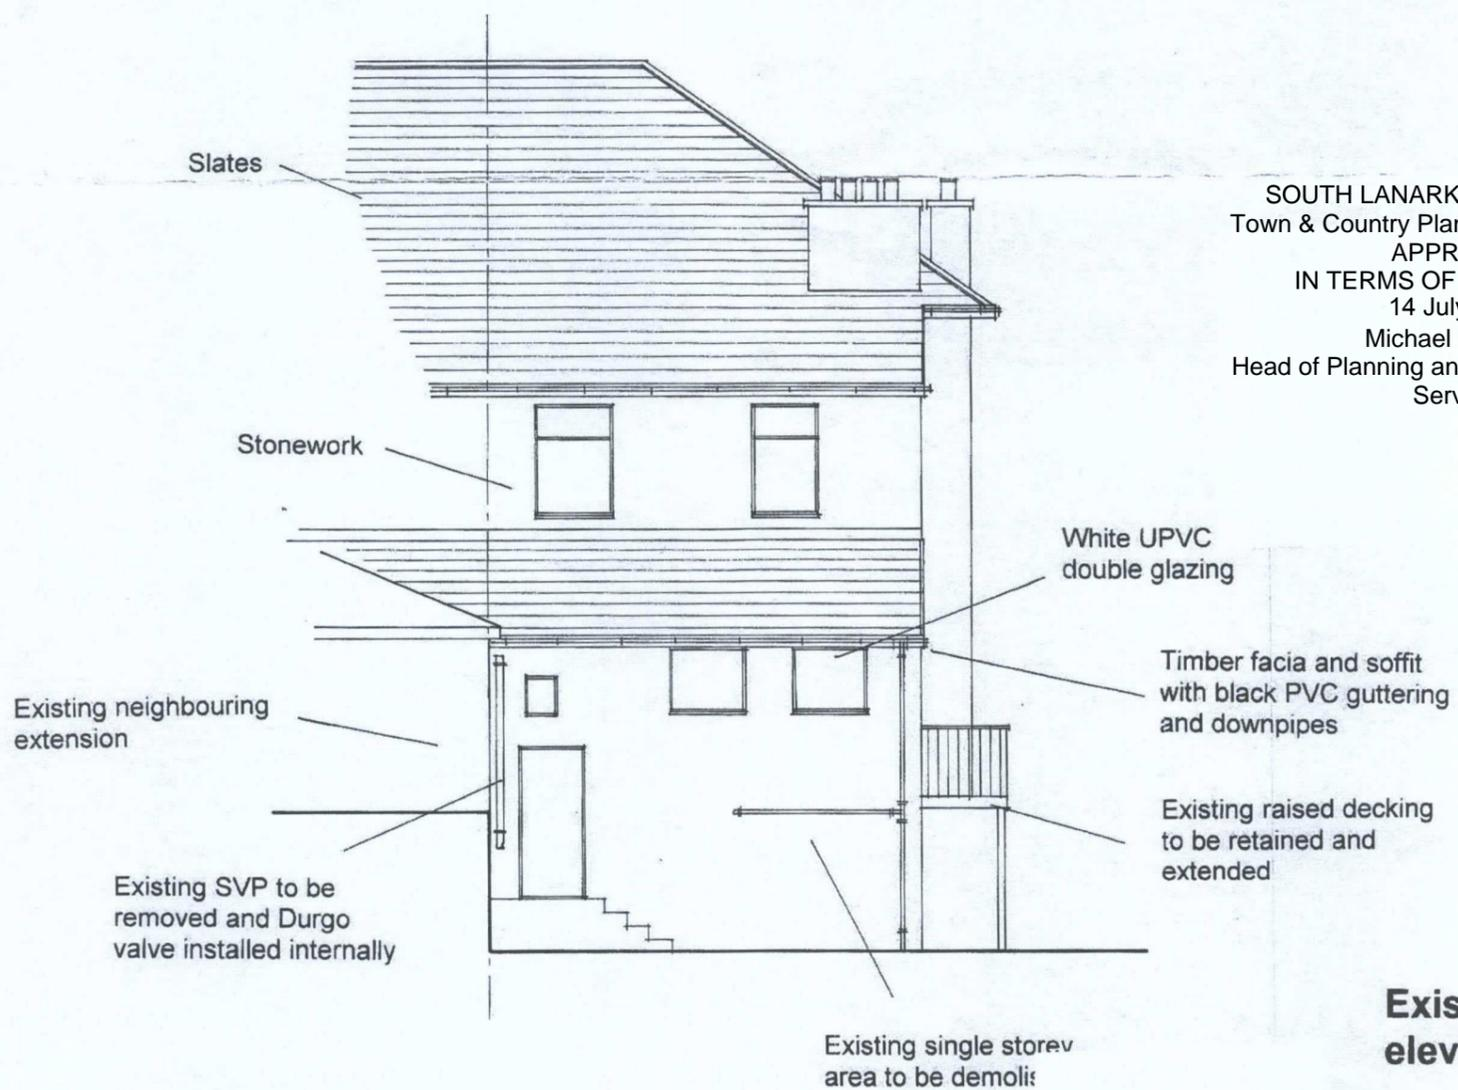 Slates
SOUTH LANARK
Town & Country Plan
APPR
IN TERMS OF
14 July
Michael
Head of Planning an
Serv
Stonework
White UPVC
double glazing
Timber facia and soffit
with black PVC guttering
and downpipes
Existing neighbouring
extension
Existing raised decking
to be retained and
extended
Existing SVP to be
removed and Durgo
valve installed internally
Exis
elev
Existing single storey
area to be demolis